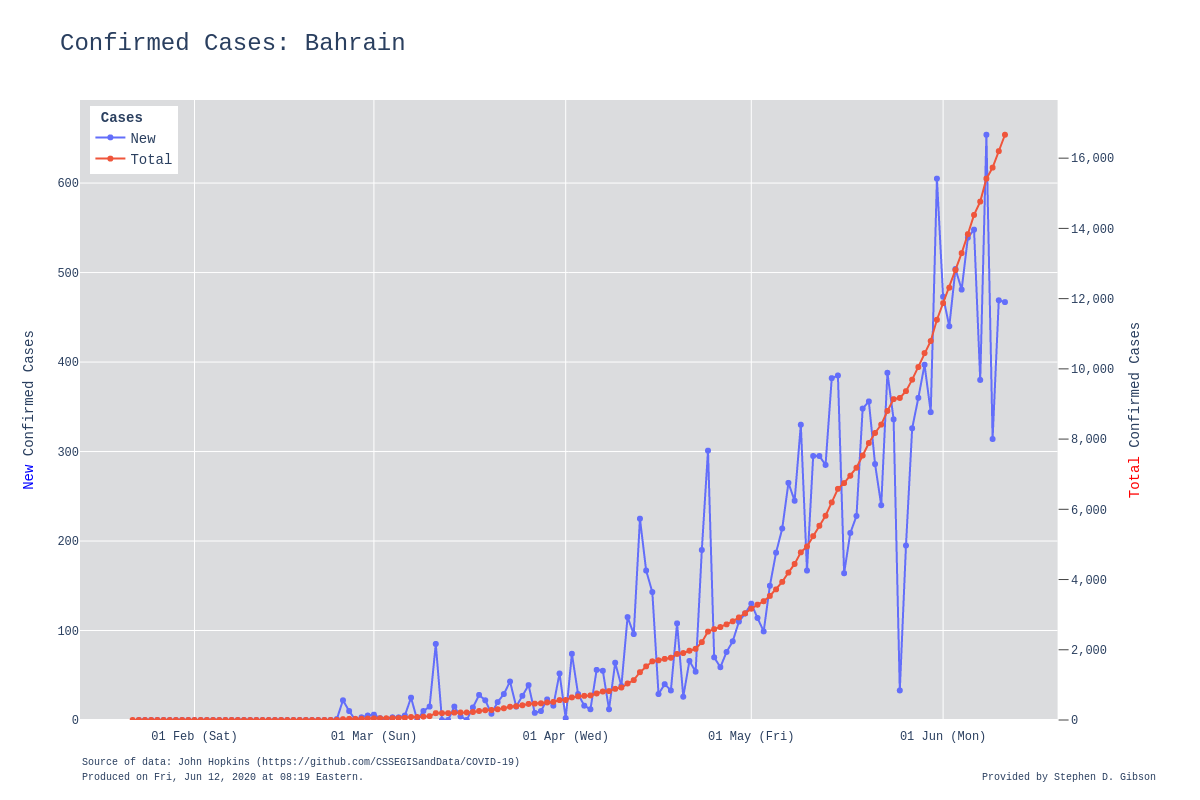 Confirmed Cases: Bahrain
Cases
New
Total
600
500
400
300
200
100
0
16,000
14,000
12,000
10,000
8,000
6,000
4,000
2,000
0
New Confirmed Cases
Total Confirmed Cases
01 Feb (Sat)
01 Mar (Sun)
01 Apr (Wed)
01 May (Fri)
01 Jun (Mon)
Source of data: John Hopkins (https://github.com/CSSEGISandData/COVID-19)
Produced on Fri, Jun 12, 2020 at 08:19 Eastern.
Provided by Stephen D. Gibson